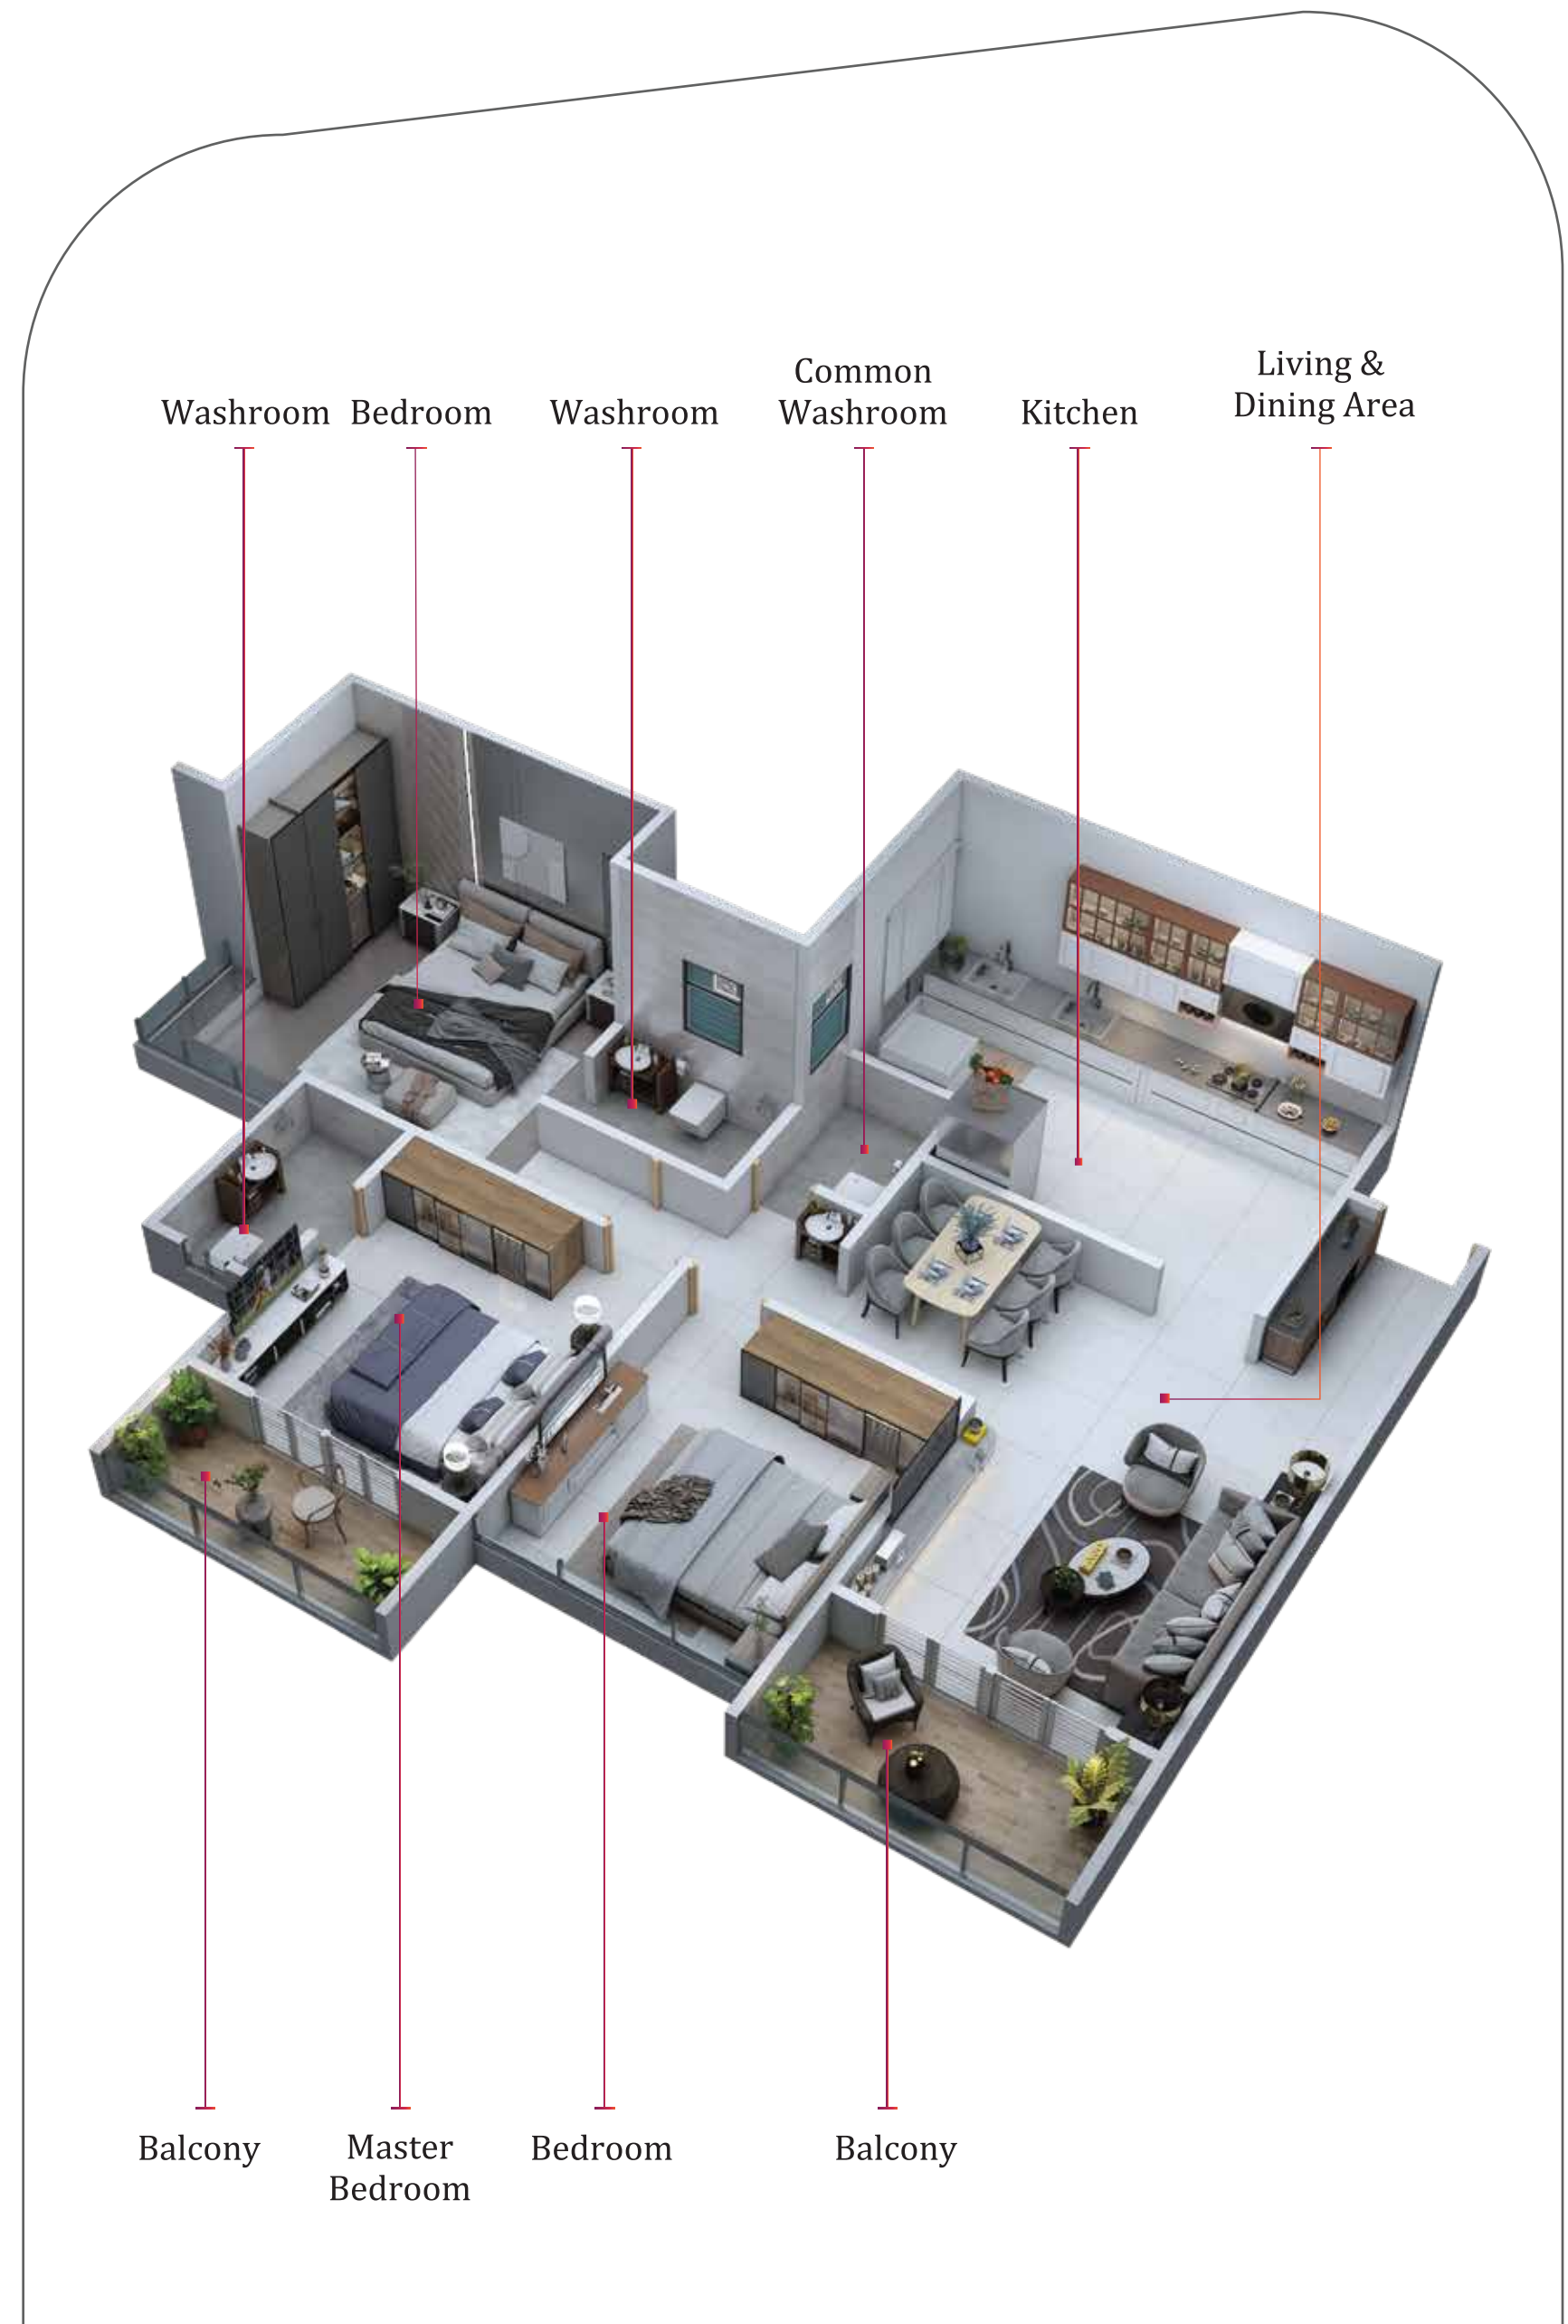 Washroom
Bedroom
Washroom
Common
Washroom
Kitchen
Living &
Dining Area
Balcony
Master
Bedroom
Bedroom
Balcony